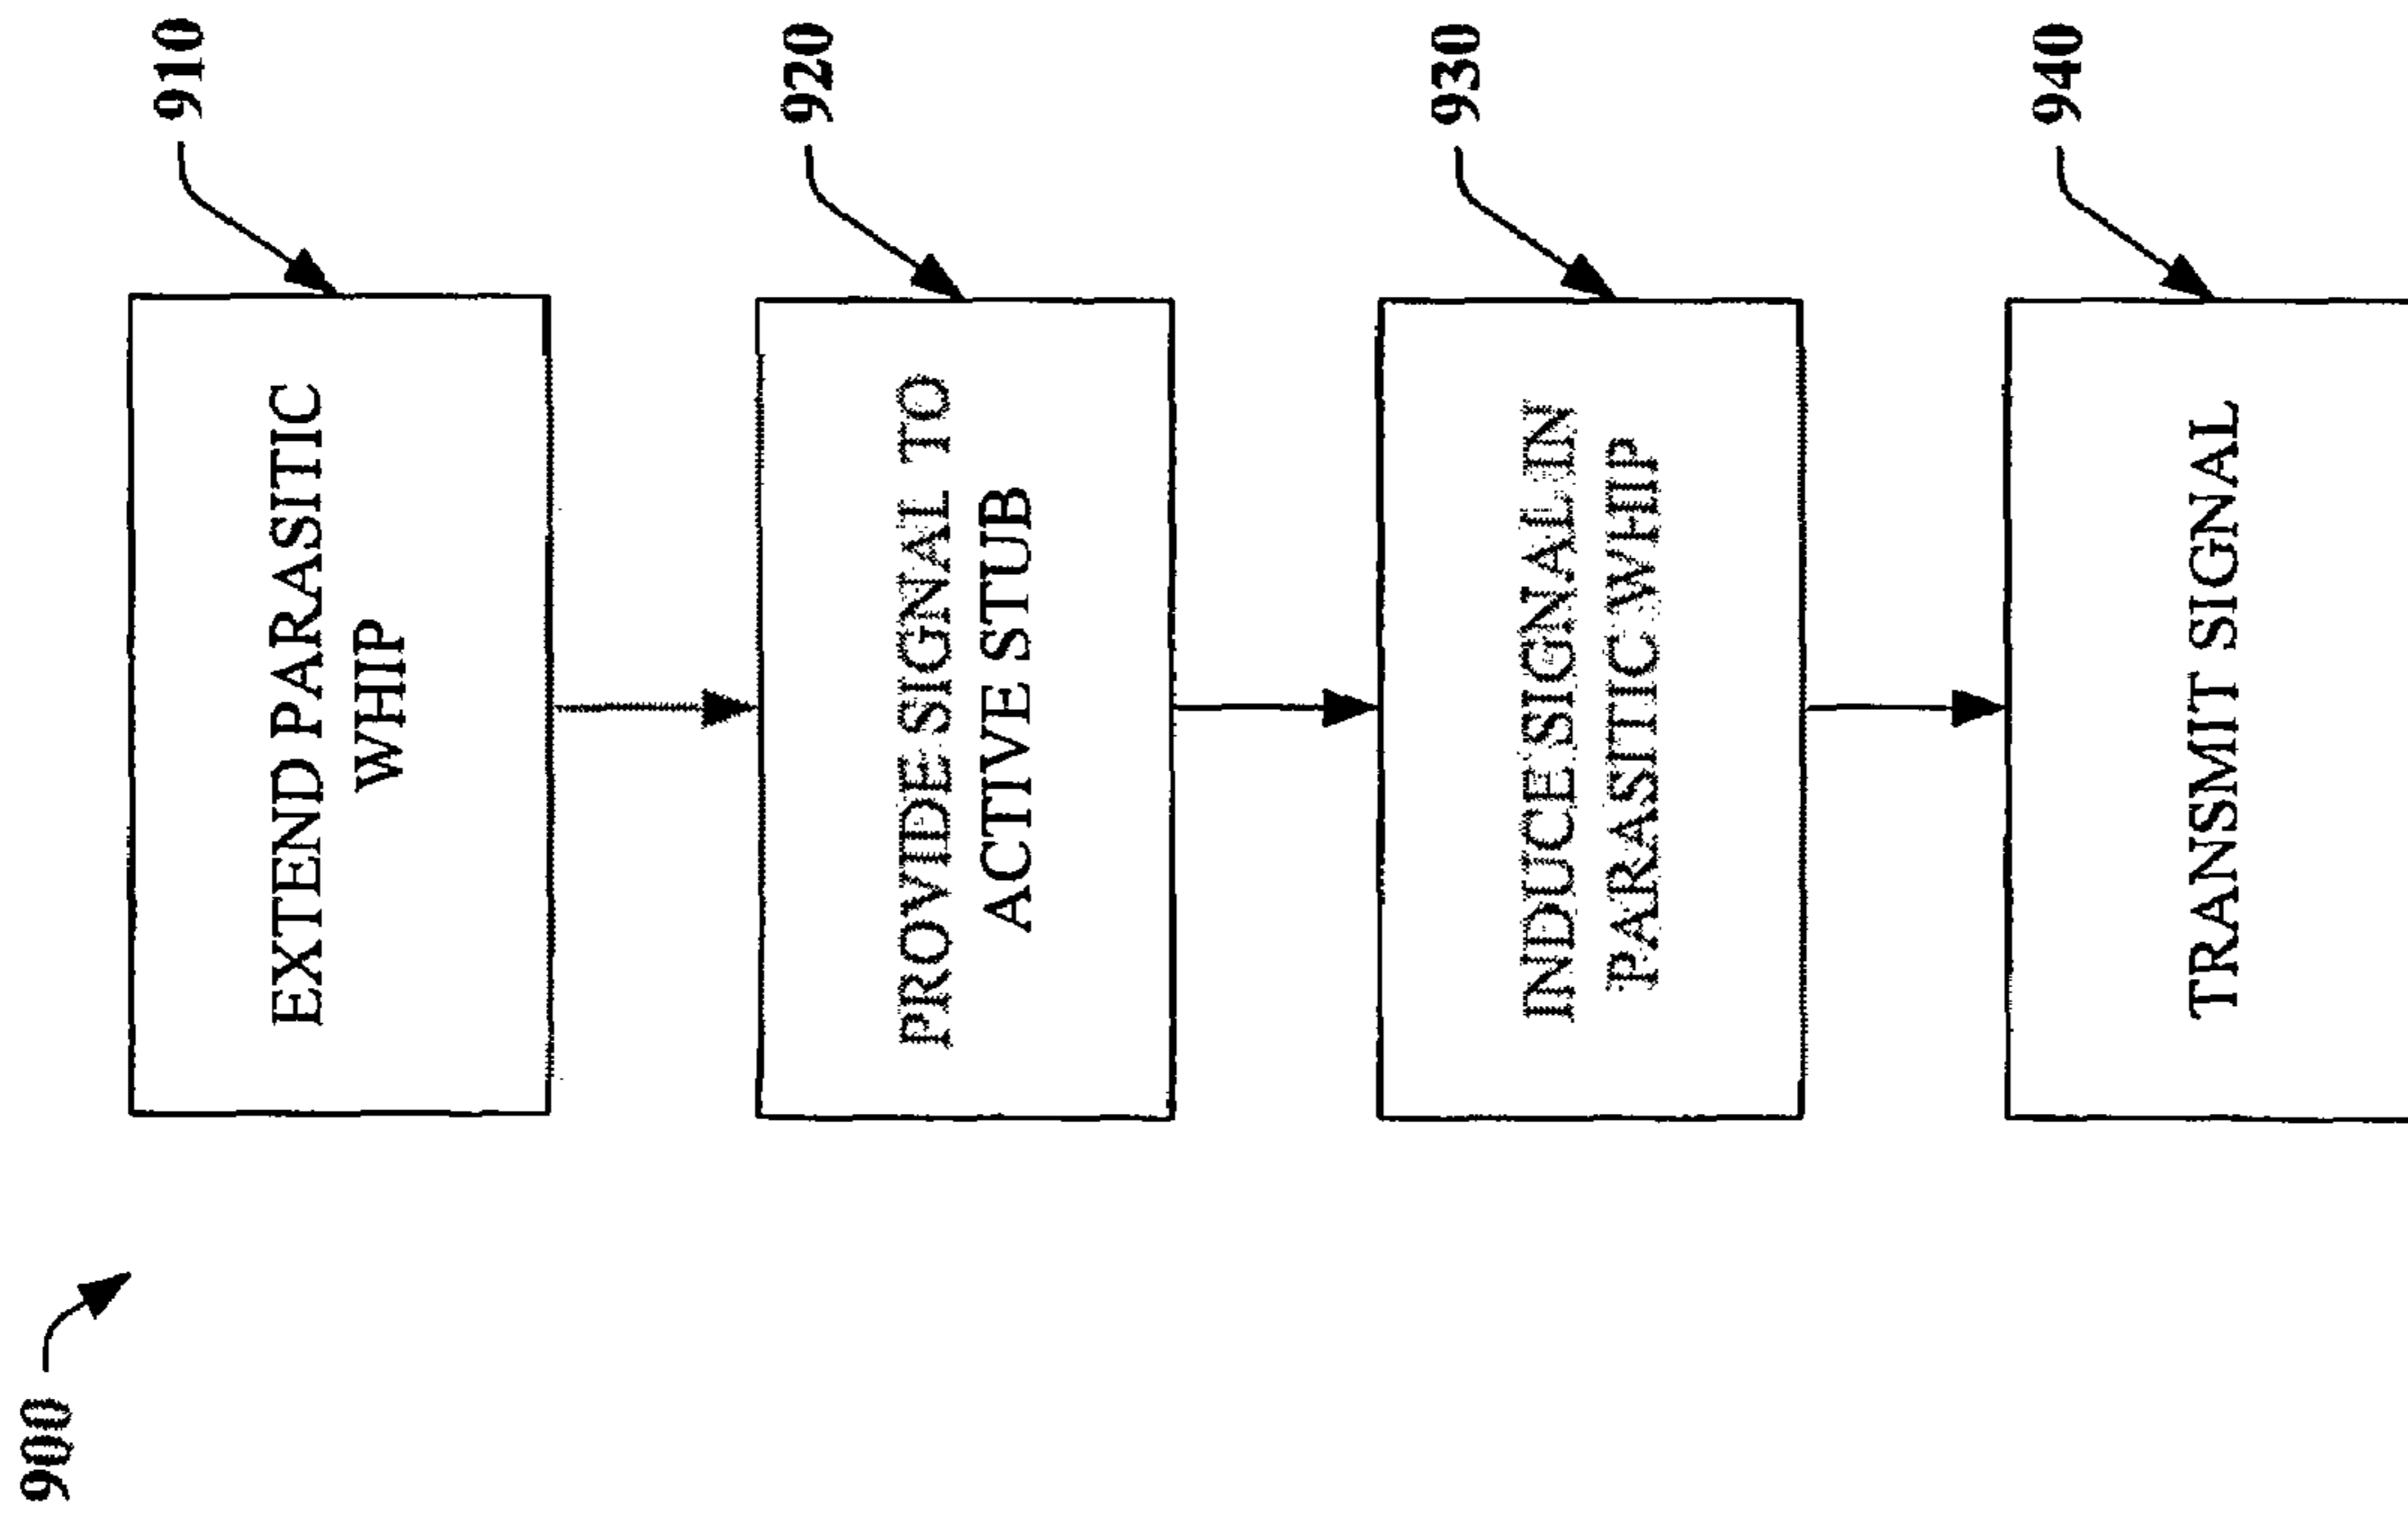 900
910
EXTEND PARASITIC
WHIP
920
PROVIDE SIGNAL TO
ACTIVE STUB
930
INDUCE SIGNAL IN
PARASITIC WHIP
940
TRANSMIT SIGNAL